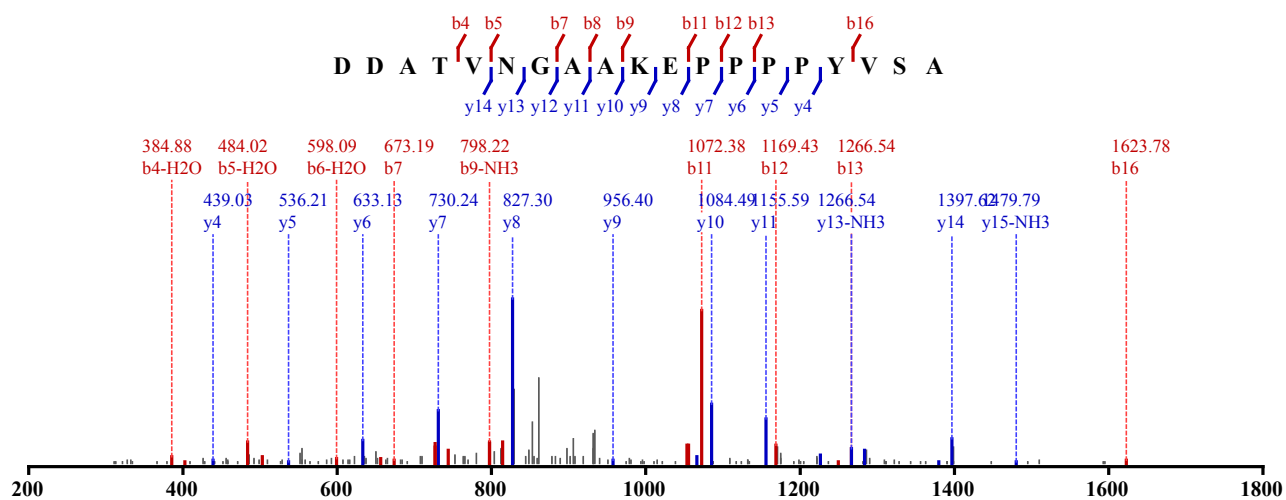 b4 b5 b7 b8 b9 b11 b12 b13 b16
D D A T V N G A A K E P P P P Y V S A
y14 y13 y12 y11 y10 y9 y8 y7 y6 y5 y4
384.88 484.02 598.09 673.19 798.22 1072.38 1169.43 1266.54 1623.78
b4-H2O b5-H2O b6-H2O b7 b9-NH3 b11 b12 b13 b16
439.03 536.21 633.13 730.24 827.30 956.40 1084.49 1155.59 1266.54 1397.62 1479.79
y4 y5 y6 y7 y8 y9 y10 y11 y13-NH3 y14 y15-NH3
200 400 600 800 1000 1200 1400 1600 1800